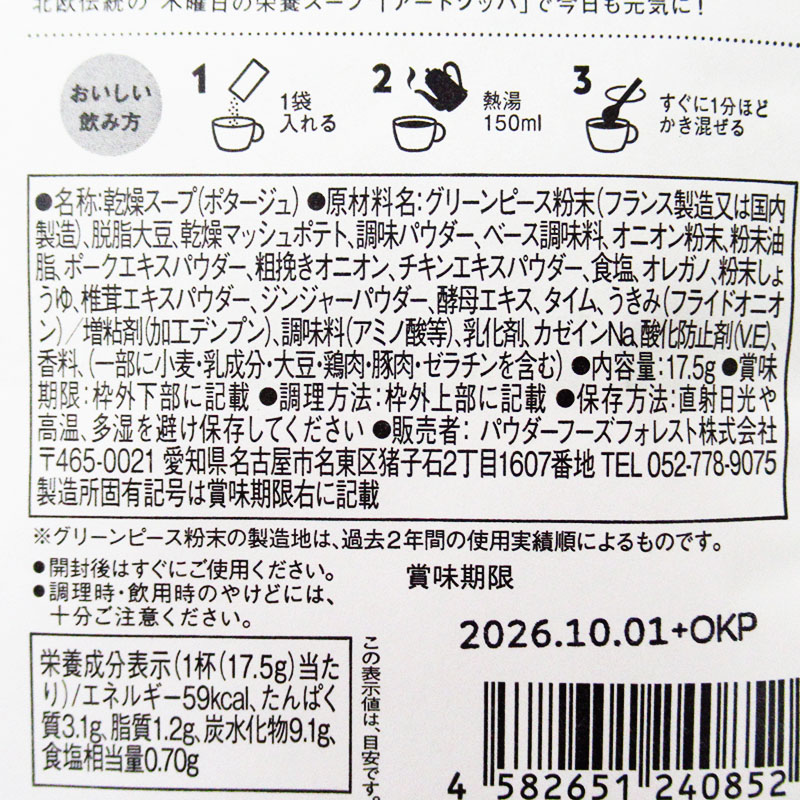 北欧伝統の"木曜日の栄養スープ「アートソッパ」で今日も元気に!
おいしい
飲み方
1
1袋
入れる
2
熱湯
150ml
3
すぐに1分ほど
かき混ぜる
●名称:乾燥スープ(ポタージュ) ●原材料名:グリーンピース粉末(フランス製造又は国内
製造)、脱脂大豆、乾燥マッシュポテト、調味パウダー、ベース調味料、オニオン粉末、粉末油
脂、ポークエキスパウダー、粗挽きオニオン、チキンエキスパウダー、食塩、オレガノ、粉末しょ
うゆ、椎茸エキスパウダー、ジンジャーパウダー、酵母エキス、タイム、うきみ(フライドオニオ
ン)/増粘剤(加工デンプン)、調味料(アミノ酸等)、乳化剤、カゼインNa、酸化防止剤(V.E)、
香料、(一部に小麦・乳成分・大豆・鶏肉・豚肉・ゼラチンを含む) ●内容量:17.5g ●賞味
期限:枠外下部に記載 ●調理方法:枠外上部に記載 ●保存方法:直射日光や
高温、多湿を避け保存してください ●販売者: パウダーフーズフォレスト株式会社
〒465-0021 愛知県名古屋市名東区猪子石2丁目1607番地 TEL 052-778-9075
製造所固有記号は賞味期限右に記載
※グリーンピース粉末の製造地は、過去2年間の使用実績順によるものです。
●開封後はすぐにご使用ください。
●調理時・飲用時のやけどには、
十分ご注意ください。
賞味期限
2026.10.01+OKP
栄養成分表示(1杯(17.5g)当た
り)/エネルギー59kcal、たんぱく
質3.1g、脂質1.2g、炭水化物9.1g、
食塩相当量0.70g
この表示値は、目安です。
4 582651 240852